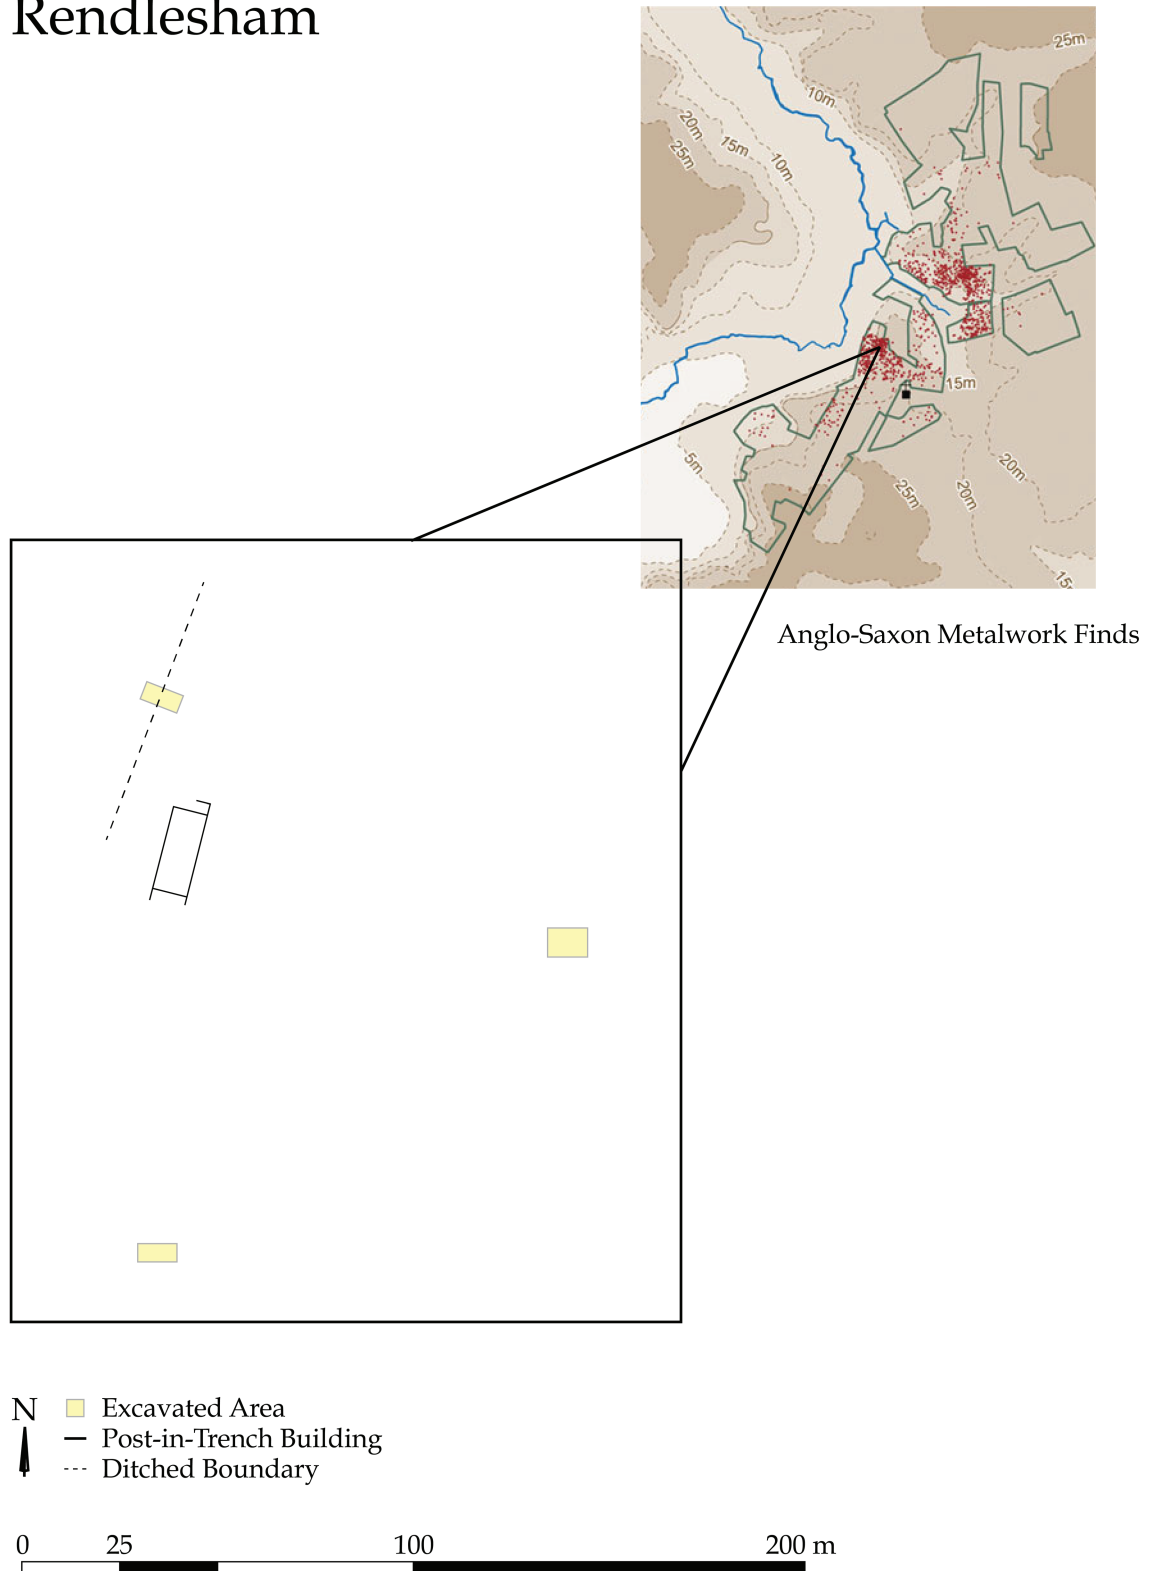 Rendlesham
25m
10m
20m
15m
25m
10m
15m
5m
20m
25m
20m
15
Anglo-Saxon Metalwork Finds
N
Excavated Area
Post-in-Trench Building
Ditched Boundary
0 25 100 200 m